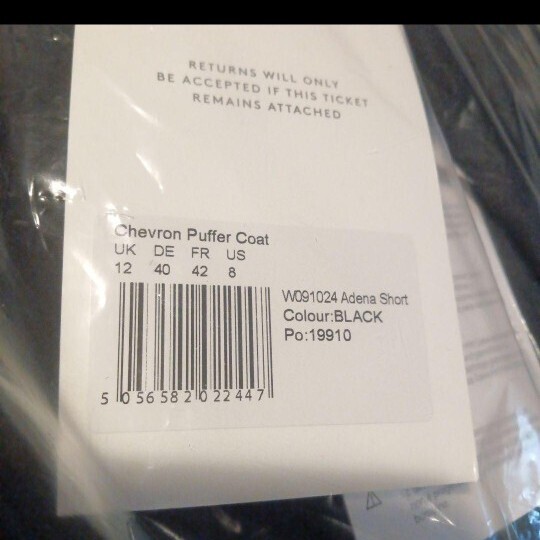 RETURNS WILL ONLY
BE ACCEPTED IF THIS TICKET
REMAINS ATTACHED
Chevron Puffer Coat
UK DE FR US
12 40 42 8
W091024 Adena Short
Colour:BLACK
Po:19910
5 056582 022447